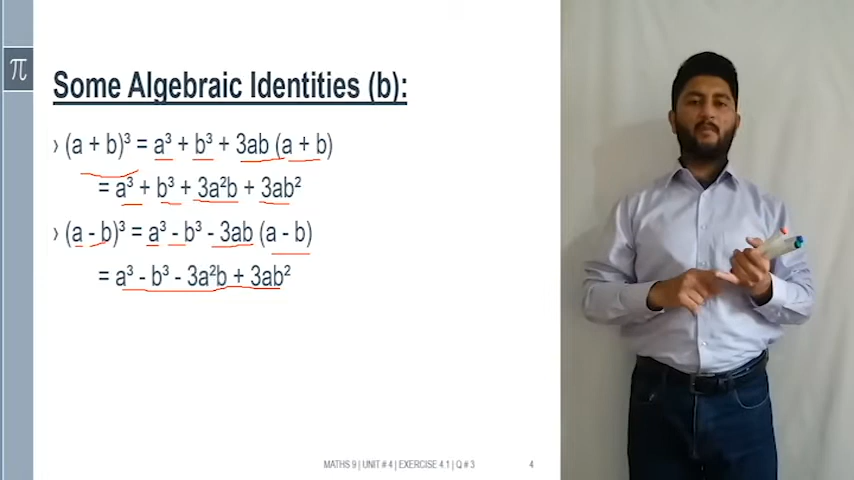 π
Some Algebraic Identities (b):
› (a + b)³ = a³ + b³ + 3ab (a + b)
= a³ + b³ + 3a²b + 3ab²
› (a - b)³ = a³ - b³ - 3ab (a - b)
= a³ - b³ - 3a²b + 3ab²
MATHS 9 | UNIT # 4 | EXERCISE 4.1 | Q # 3 4